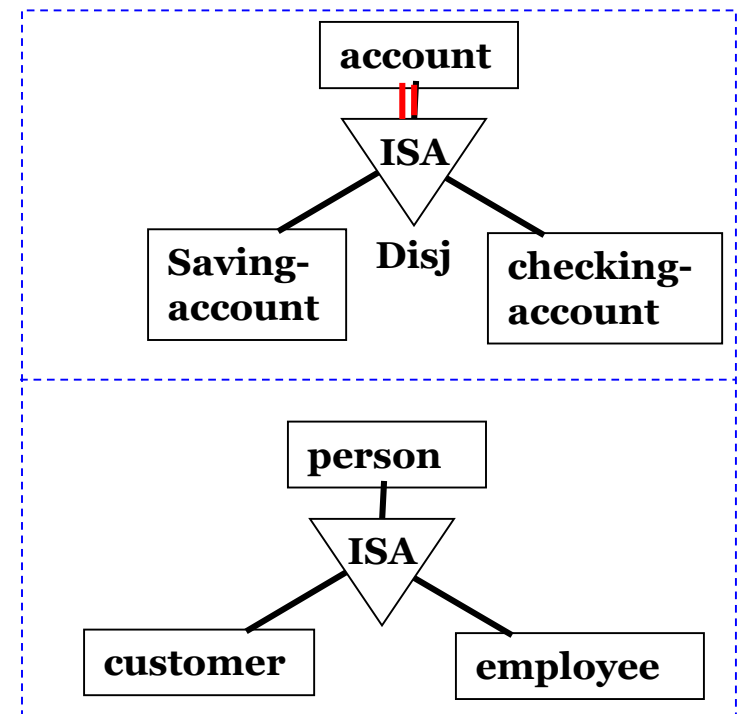 account
ISA
Saving-
account
Disj
checking-
account
person
ISA
customer
employee